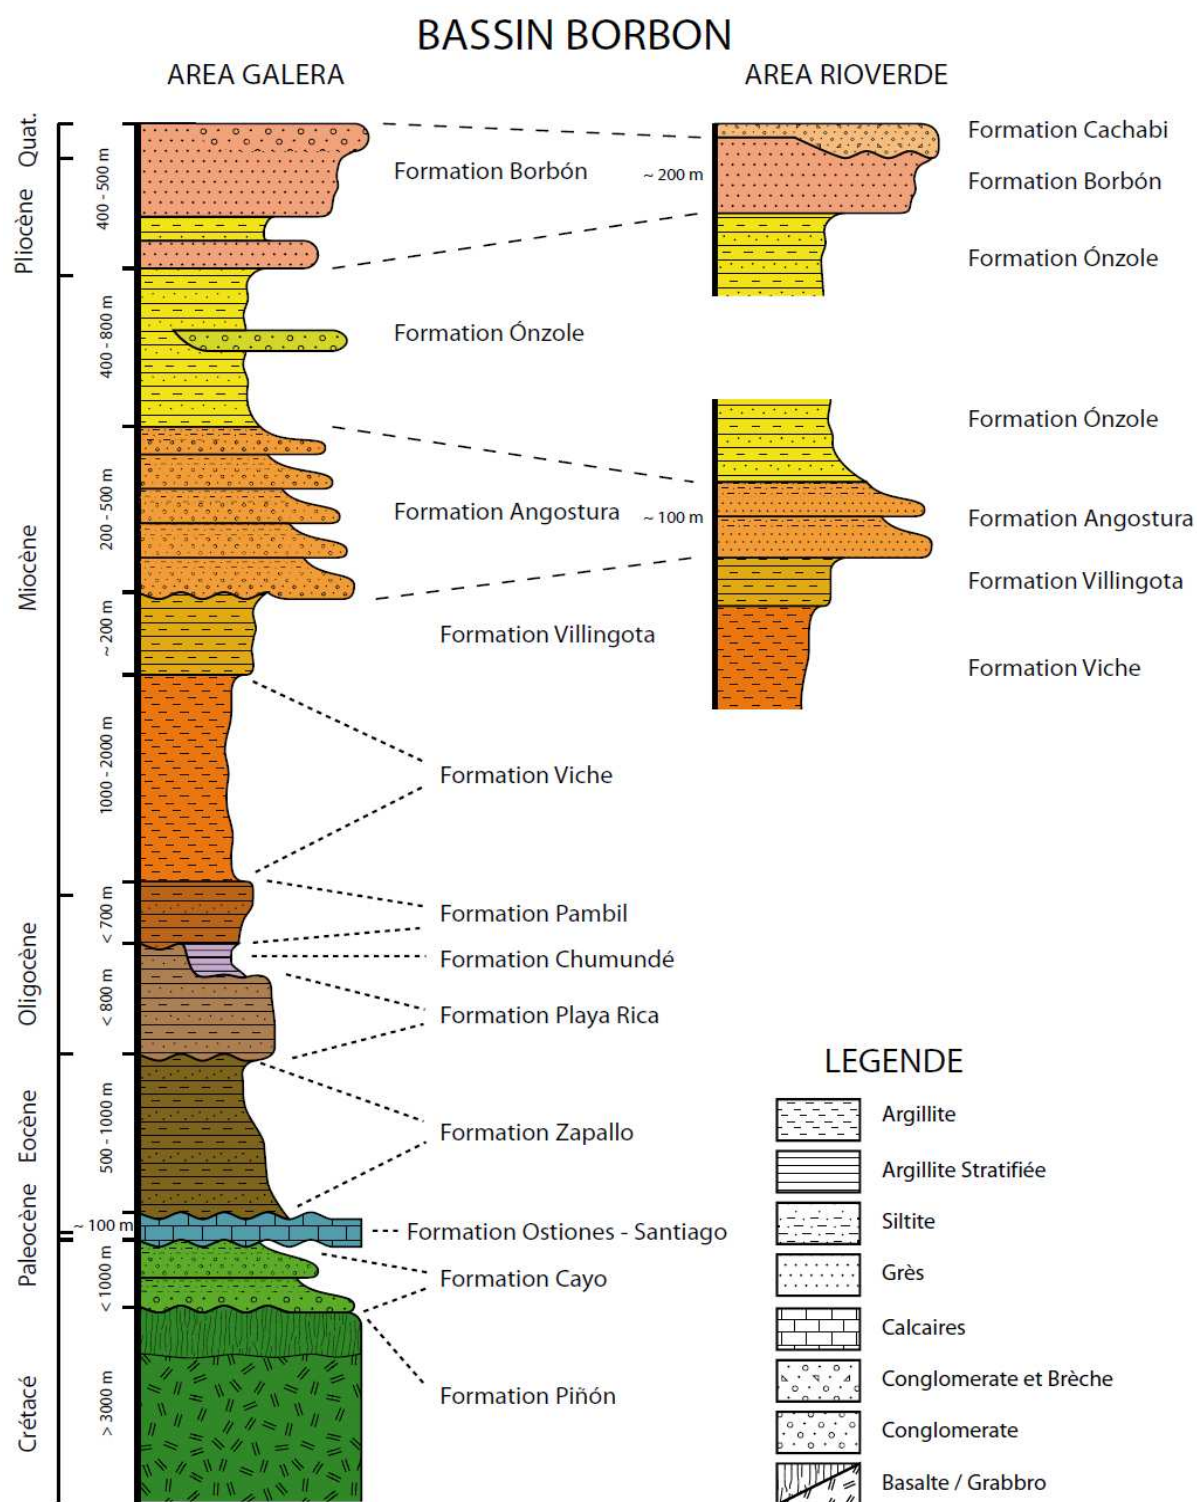 BASSIN BORBON
AREA GALERA
AREA RIOVERDE
Quat.
Pliocène
Miocène
Oligocène
Eocène
Paleocène
Crétacé
400 - 500 m
400 - 800 m
200 - 500 m
~ 200 m
1000 - 2000 m
< 700 m
< 800 m
500 - 1000 m
~ 100 m
< 1000 m
> 3000 m
Formation Borbón
Formation Ónzole
Formation Angostura
Formation Villingota
Formation Viche
Formation Pambil
Formation Chumundé
Formation Playa Rica
Formation Zapallo
Formation Ostiones - Santiago
Formation Cayo
Formation Piñón
~ 200 m
~ 100 m
Formation Cachabi
Formation Borbón
Formation Ónzole
Formation Ónzole
Formation Angostura
Formation Villingota
Formation Viche
LEGENDE
Argillite
Argillite Stratifiée
Siltite
Grès
Calcaires
Conglomerate et Brèche
Conglomerate
Basalte / Grabbro